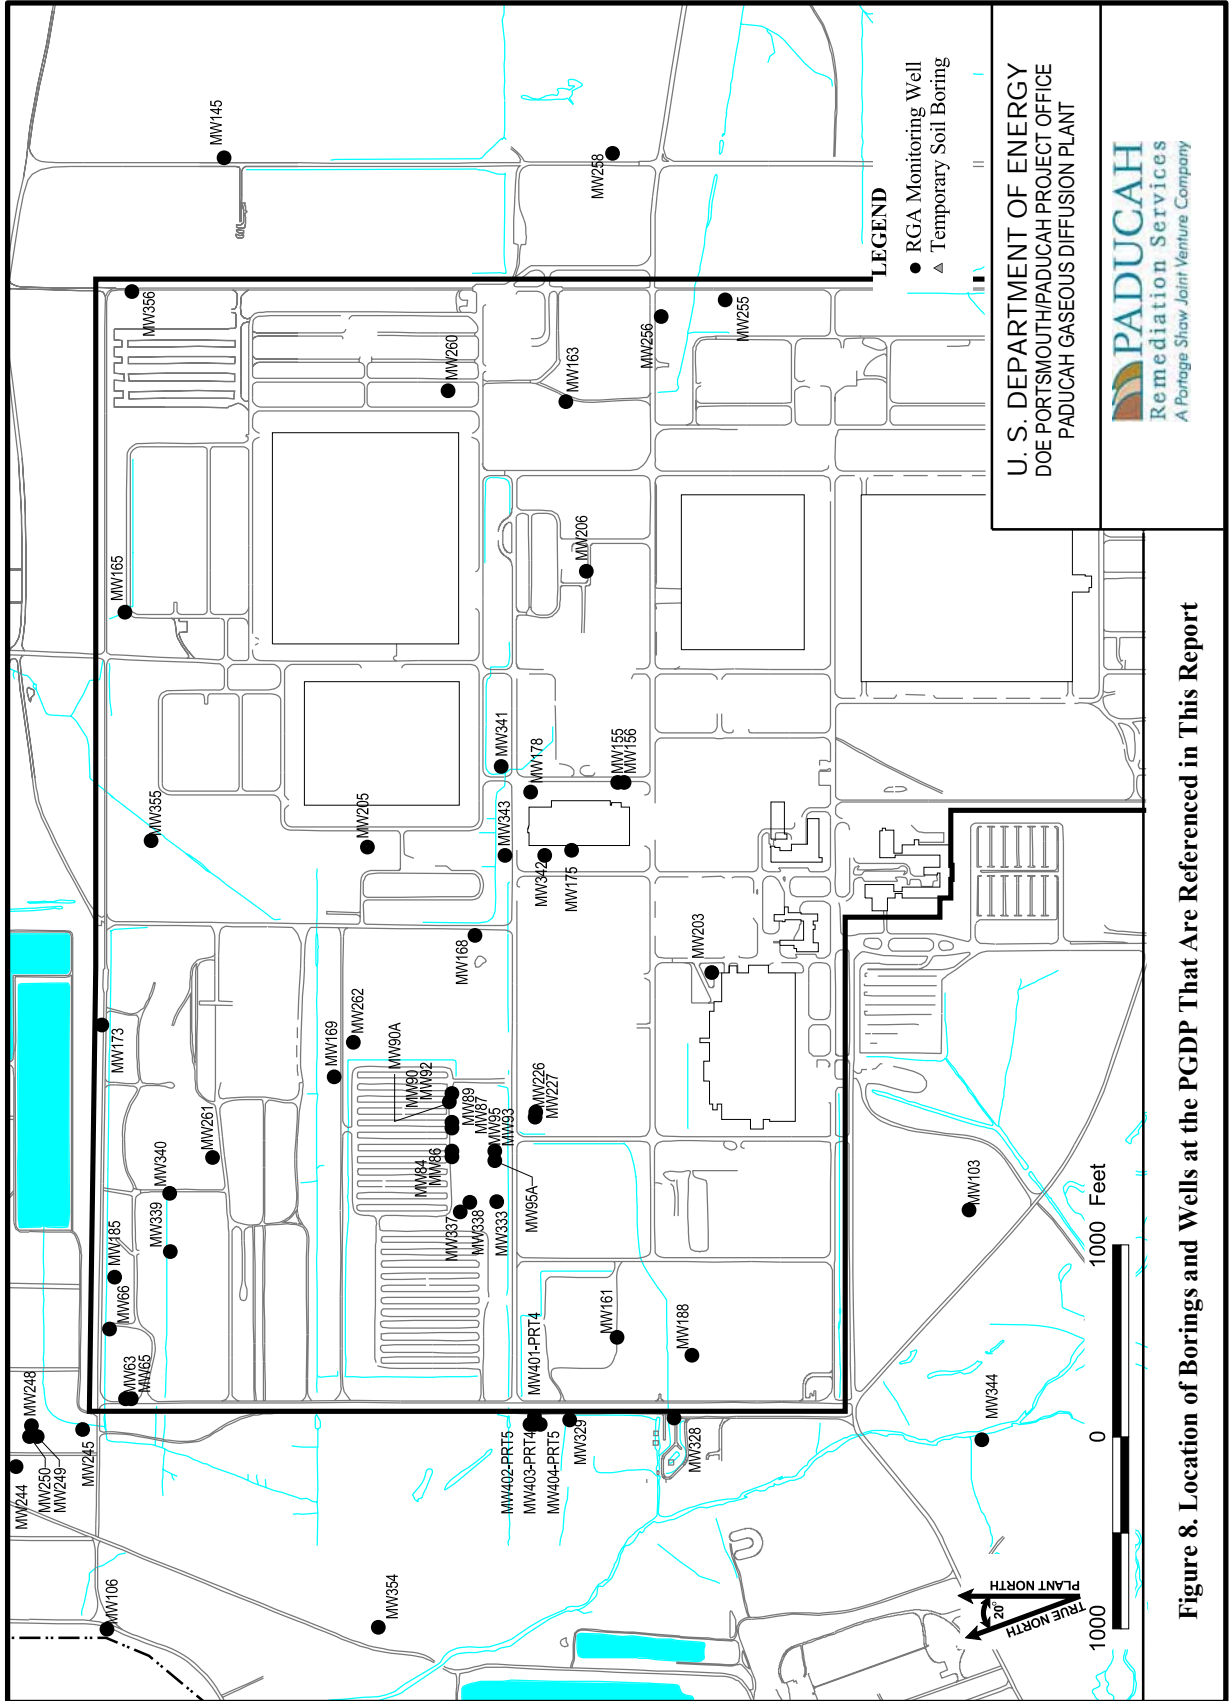 MW145
MW258
MW356
MW260
MW163
MW256
MW255
MW165
MW206
MW355
MW205
MW341
MW178
MW343
MW155
MW156
MW342
MW175
MW168
MW203
MW173
MW262
MW169
MW90A
MW90
MW92
MW89
MW87
MW95
MW93
MW226
MW227
MW261
MW84
MW86
MW340
MW339
MW337
MW338
MW333
MW95A
MW185
MW66
MW63
MW65
MW161
MW188
MW103
MW401-PRT4
MW248
MW250
MW249
MW245
MW244
MW402-PRT5
MW403-PRT4
MW404-PRT5
MW329
MW328
MW344
MW106
MW354
LEGEND
RGA Monitoring Well
Temporary Soil Boring
1000 0 1000 Feet
20°
TRUE NORTH
PLANT NORTH
U. S. DEPARTMENT OF ENERGY
DOE PORTSMOUTH/PADUCAH PROJECT OFFICE
PADUCAH GASEOUS DIFFUSION PLANT
PADUCAH
Remediation Services
A Portage Shaw Joint Venture Company
Figure 8. Location of Borings and Wells at the PGDP That Are Referenced in This Report